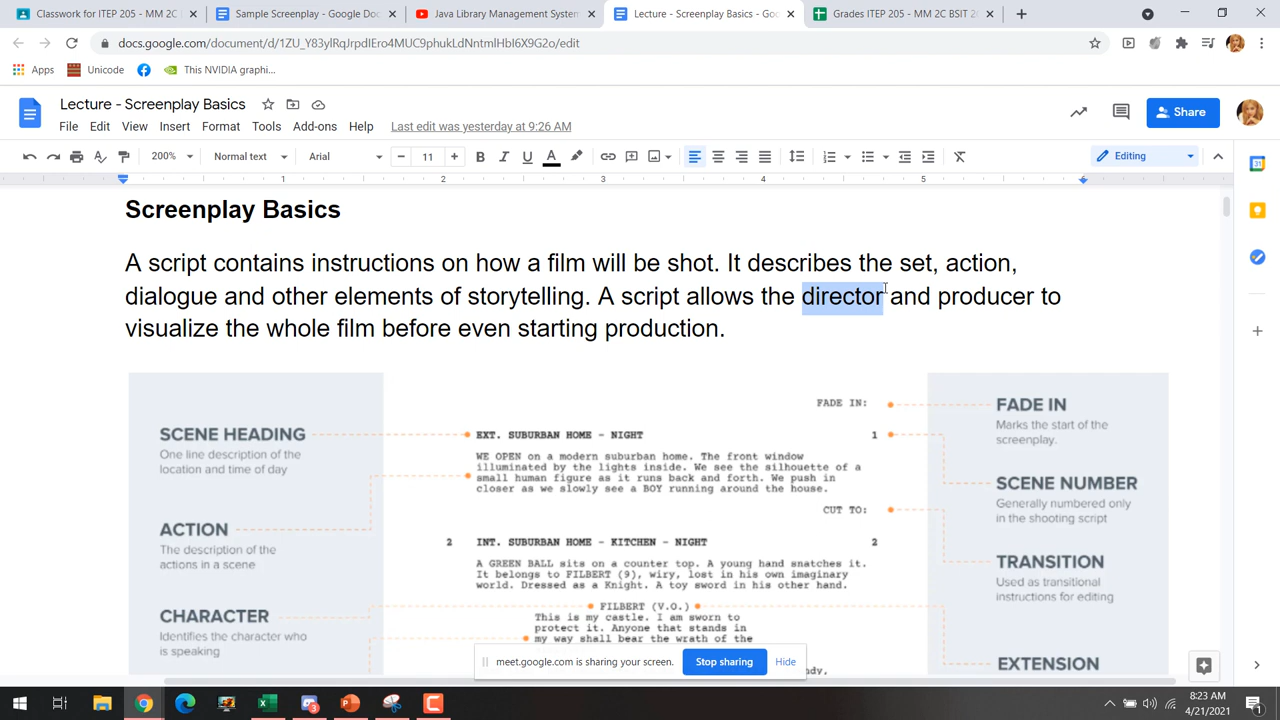 Classwork for ITEP 205 - MM 2C
Sample Screenplay - Google Doc
Java Library Management System
Lecture - Screenplay Basics - Goo
Grades ITEP 205 - MM 2C BSIT 2
docs.google.com/document/d/1ZU_Y83ylRqJrpdIEro4MUC9phukLdNntmlHbI6X9G2o/edit
Apps
Unicode
This NVIDIA graphi...
Lecture - Screenplay Basics
File Edit View Insert Format Tools Add-ons Help Last edit was yesterday at 9:26 AM
Share
200% Normal text Arial 11 Editing
1 2 3 4 5 6
Screenplay Basics
A script contains instructions on how a film will be shot. It describes the set, action,
dialogue and other elements of storytelling. A script allows the director and producer to
visualize the whole film before even starting production.
SCENE HEADING
One line description of the
location and time of day
ACTION
The description of the
actions in a scene
CHARACTER
Identifies the character who
is speaking
FADE IN:
EXT. SUBURBAN HOME - NIGHT 1
WE OPEN on a modern suburban home. The front window
illuminated by the lights inside. We see the silhouette of a
small human figure as it runs back and forth. We push in
closer as we slowly see a BOY running around the house.
CUT TO:
2 INT. SUBURBAN HOME - KITCHEN - NIGHT 2
A GREEN BALL sits on a counter top. A young hand snatches it.
It belongs to FILBERT (9), wiry, lost in his own imaginary
world. Dressed as a Knight. A toy sword in his other hand.
FILBERT (V.O.)
This is my castle. I am sworn to
protect it. Anyone that stands in
my way shall bear the wrath of the
FADE IN
Marks the start of the
screenplay.
SCENE NUMBER
Generally numbered only
in the shooting script
TRANSITION
Used as transitional
instructions for editing
EXTENSION
meet.google.com is sharing your screen.
Stop sharing
Hide
8:23 AM
4/21/2021